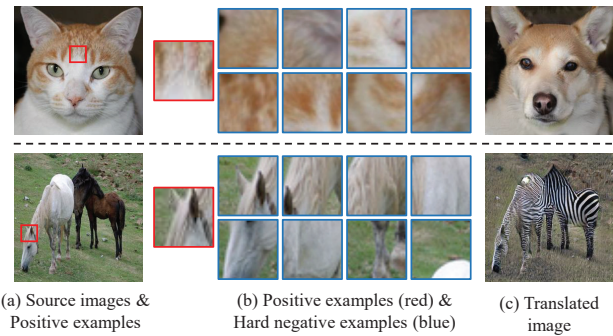 (a) Source images &
Positive examples
(b) Positive examples (red) &
Hard negative examples (blue)
(c) Translated
image